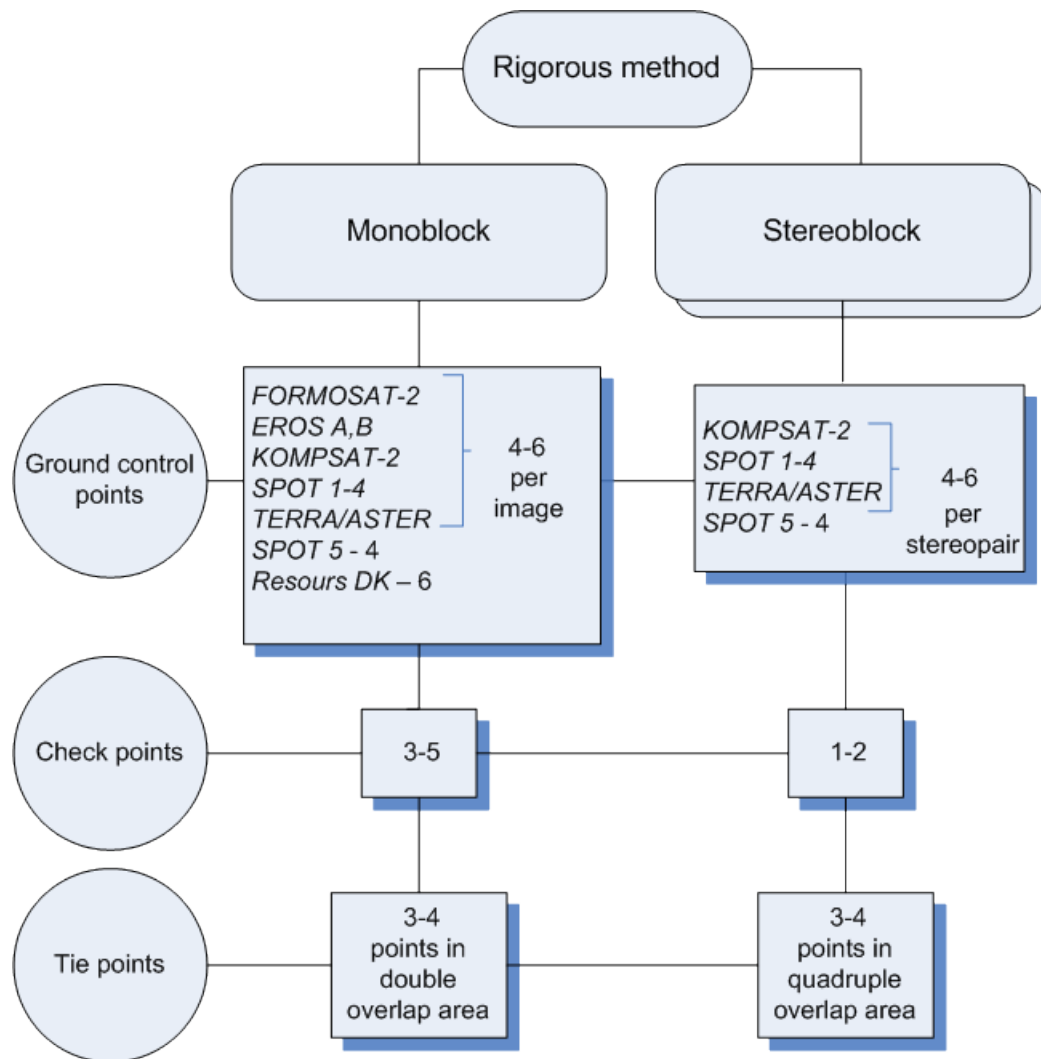 Rigorous method
Monoblock
Stereoblock
Ground control
points
FORMOSAT-2
EROS A,B
KOMPSAT-2
SPOT 1-4
TERRA/ASTER
SPOT 5 - 4
Resours DK – 6
4-6
per
image
KOMPSAT-2
SPOT 1-4
TERRA/ASTER
SPOT 5 - 4
4-6
per
stereopair
Check points
3-5
1-2
Tie points
3-4
points in
double
overlap area
3-4
points in
quadruple
overlap area